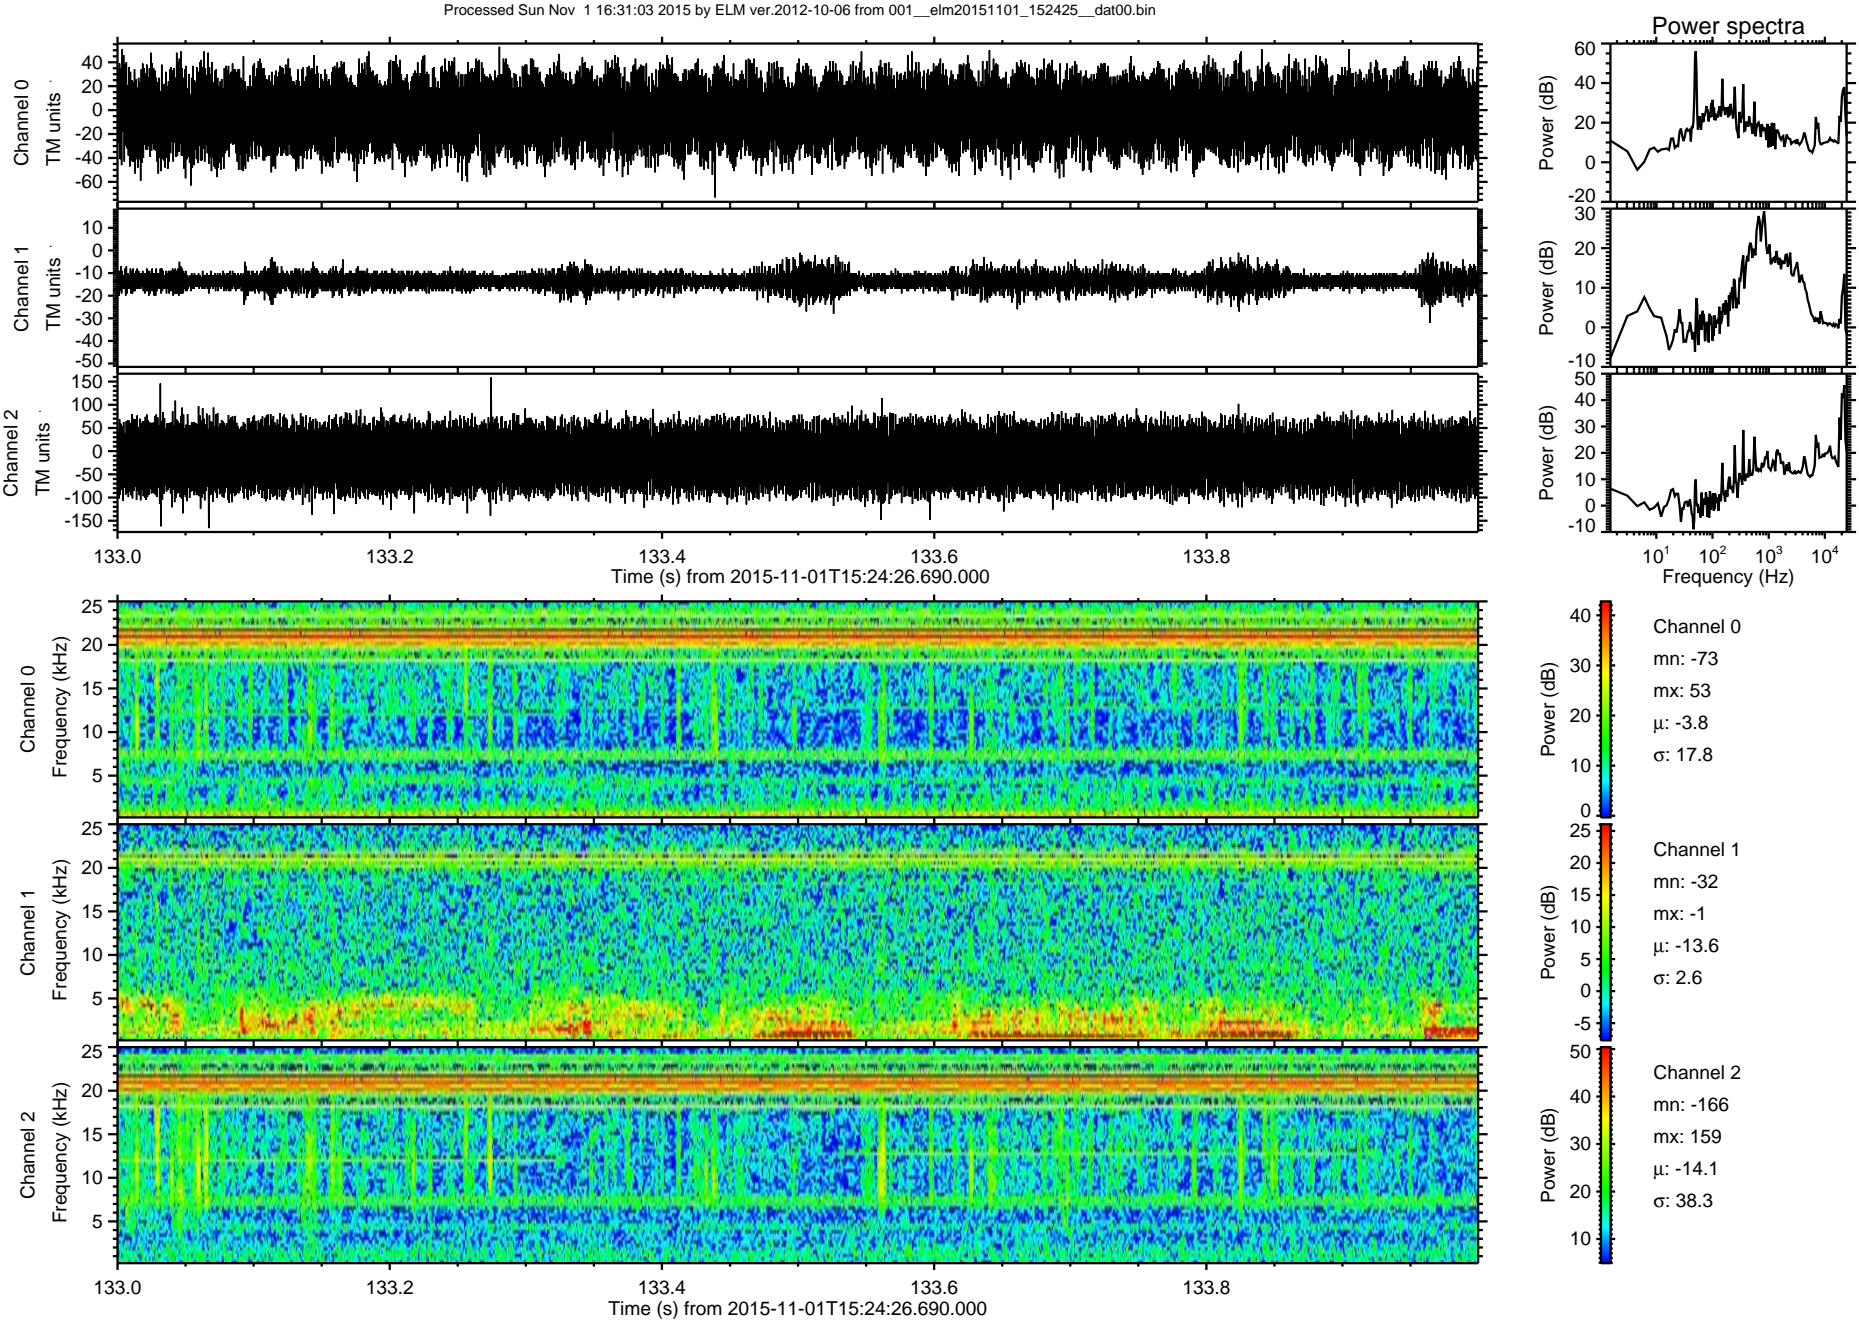 Processed Sun Nov  1 16:31:03 2015 by ELM ver.2012-10-06 from 001__elm20151101_152425__dat00.bin
Power spectra
Channel 0
TM units
40
20
0
-20
-40
-60
Power (dB)
60
40
20
0
-20
Channel 1
TM units
10
0
-10
-20
-30
-40
-50
Power (dB)
30
20
10
0
-10
Channel 2
TM units
150
100
50
0
-50
-100
-150
Power (dB)
50
40
30
20
10
0
-10
133.0 133.2 133.4 133.6 133.8
Time (s) from 2015-11-01T15:24:26.690.000
10^1 10^2 10^3 10^4
Frequency (Hz)
Channel 0
Frequency (kHz)
25
20
15
10
5
Power (dB)
40
30
20
10
0
Channel 0
mn: -73
mx: 53
μ: -3.8
σ: 17.8
Channel 1
Frequency (kHz)
25
20
15
10
5
Power (dB)
25
20
15
10
5
0
-5
Channel 1
mn: -32
mx: -1
μ: -13.6
σ: 2.6
Channel 2
Frequency (kHz)
25
20
15
10
5
Power (dB)
50
40
30
20
10
Channel 2
mn: -166
mx: 159
μ: -14.1
σ: 38.3
133.0 133.2 133.4 133.6 133.8
Time (s) from 2015-11-01T15:24:26.690.000